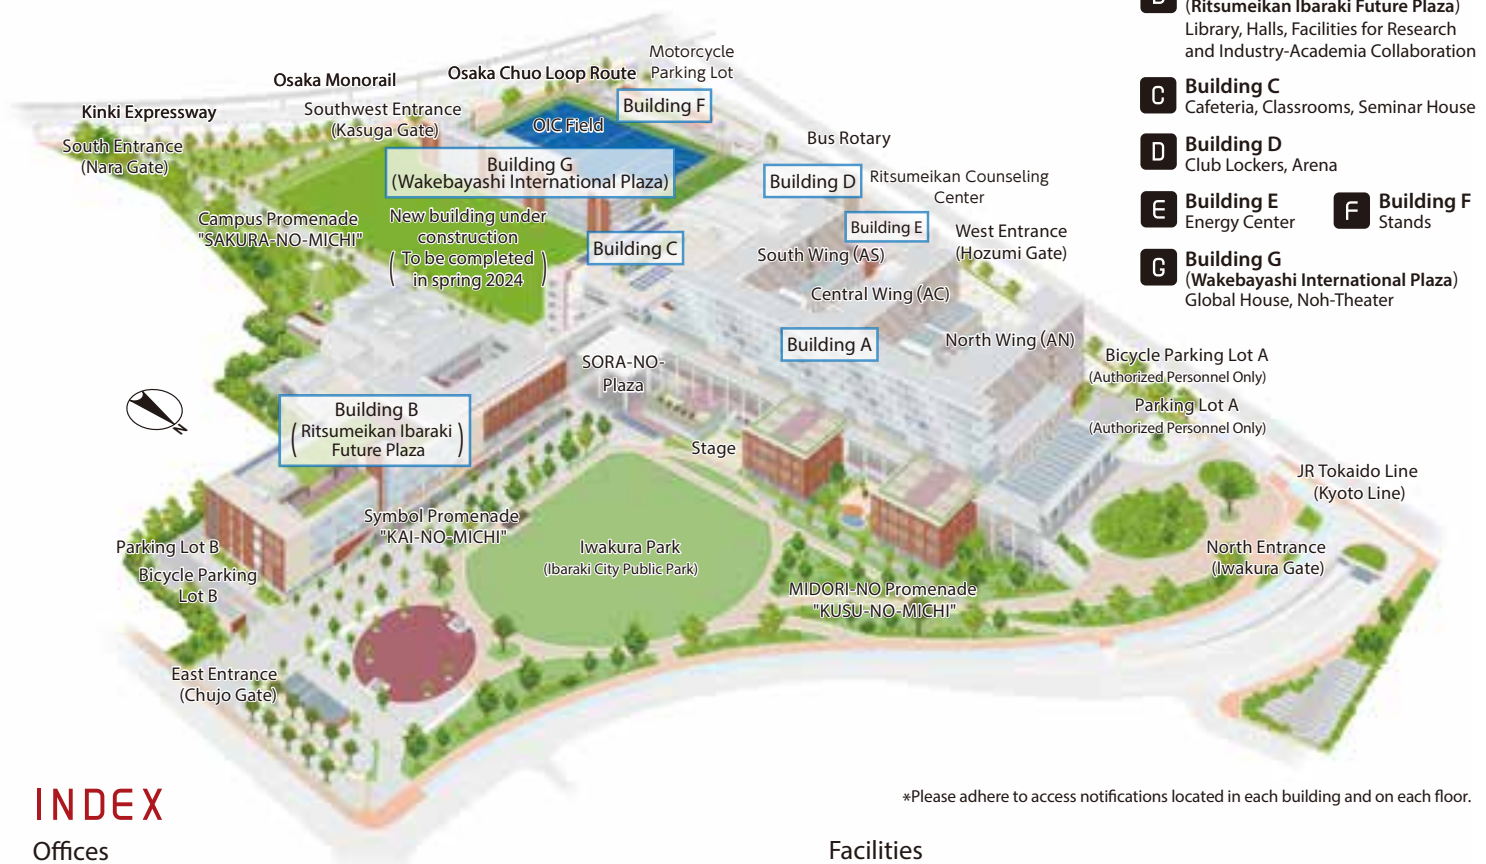 (Ritsumeikan Ibaraki Future Plaza)
Library, Halls, Facilities for Research
and Industry-Academia Collaboration
C Building C
Cafeteria, Classrooms, Seminar House
D Building D
Club Lockers, Arena
E Building E
Energy Center
F Building F
Stands
G Building G
(Wakebayashi International Plaza)
Global House, Noh-Theater
Motorcycle
Parking Lot
Osaka Chuo Loop Route
Osaka Monorail
Kinki Expressway
Southwest Entrance
(Kasuga Gate)
South Entrance
(Nara Gate)
Building F
OIC Field
Bus Rotary
Building G
(Wakebayashi International Plaza)
Building D
Ritsumeikan Counseling
Center
Campus Promenade
"SAKURA-NO-MICHI"
New building under
construction
(To be completed
in spring 2024)
Building C
Building E
West Entrance
(Hozumi Gate)
South Wing (AS)
Central Wing (AC)
North Wing (AN)
Building A
SORA-NO-
Plaza
Bicycle Parking Lot A
(Authorized Personnel Only)
Parking Lot A
(Authorized Personnel Only)
Building B
(Ritsumeikan Ibaraki
Future Plaza)
Stage
JR Tokaido Line
(Kyoto Line)
Symbol Promenade
"KAI-NO-MICHI"
Parking Lot B
Bicycle Parking
Lot B
Iwakura Park
(Ibaraki City Public Park)
North Entrance
(Iwakura Gate)
MIDORI-NO Promenade
"KUSU-NO-MICHI"
East Entrance
(Chujo Gate)
INDEX
*Please adhere to access notifications located in each building and on each floor.
Offices
Facilities